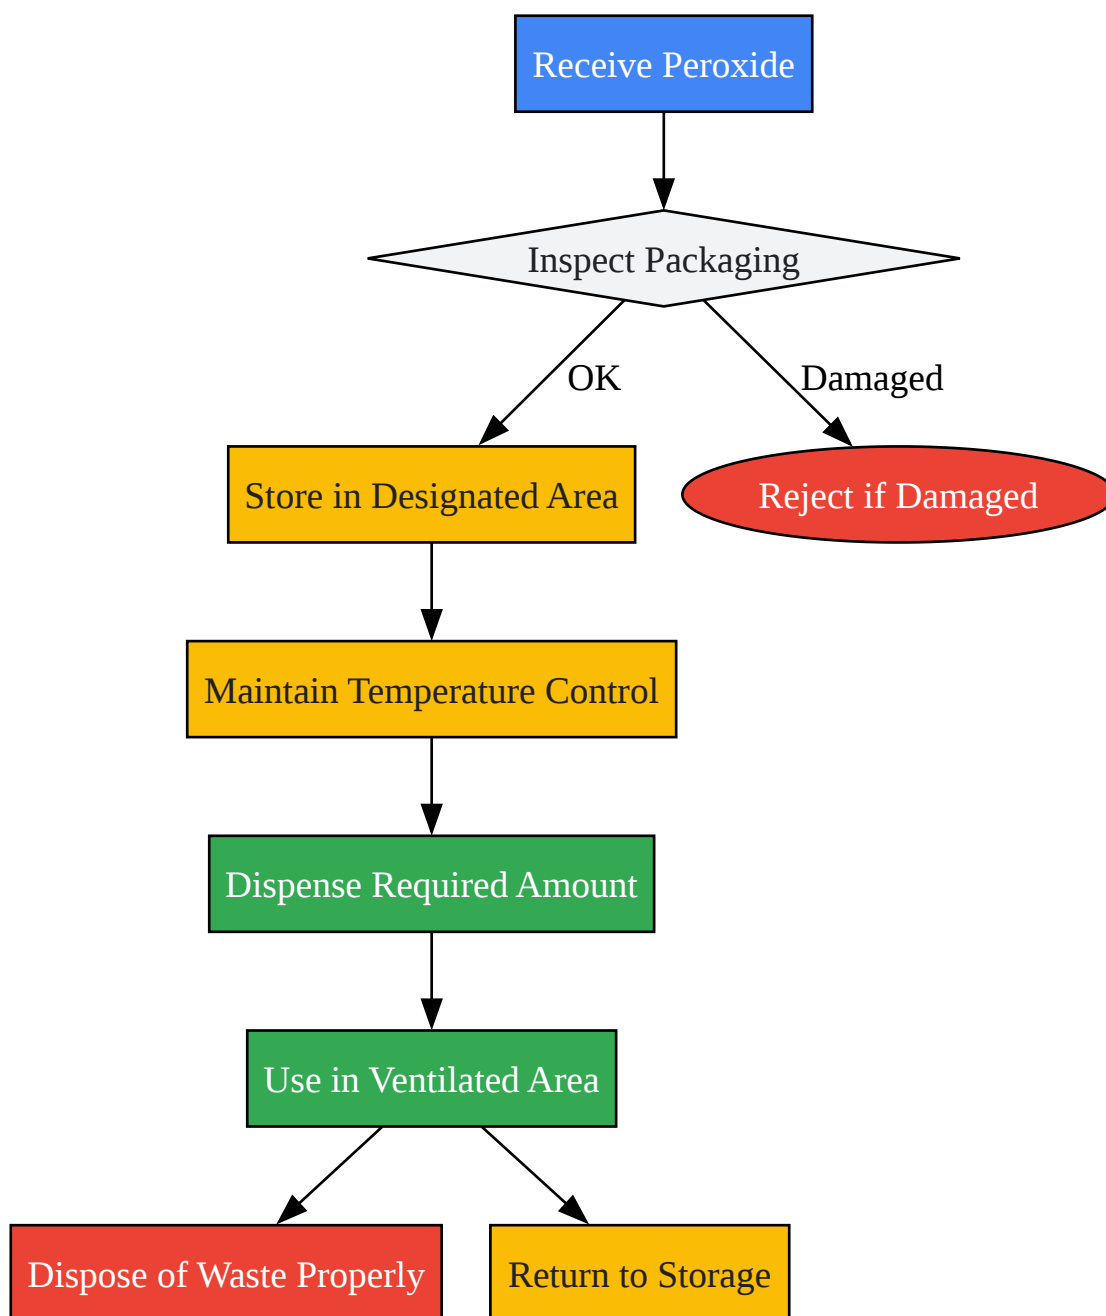 Receive Peroxide
Inspect Packaging
OK
Damaged
Store in Designated Area
Reject if Damaged
Maintain Temperature Control
Dispense Required Amount
Use in Ventilated Area
Dispose of Waste Properly
Return to Storage